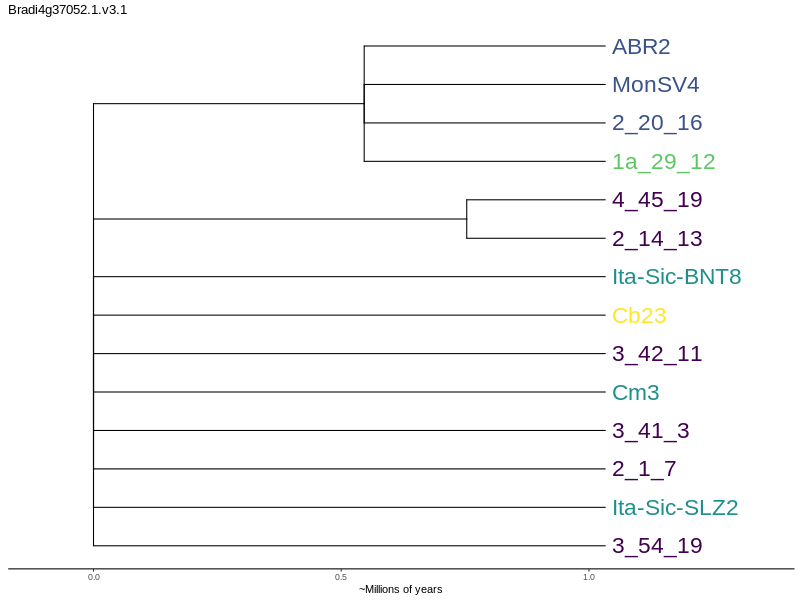 Bradi4g37052.1.v3.1
ABR2
MonSV4
2_20_16
1a_29_12
4_45_19
2_14_13
Ita-Sic-BNT8
Cb23
3_42_11
Cm3
3_41_3
2_1_7
Ita-Sic-SLZ2
3_54_19
0.0 0.5 1.0
~Millions of years